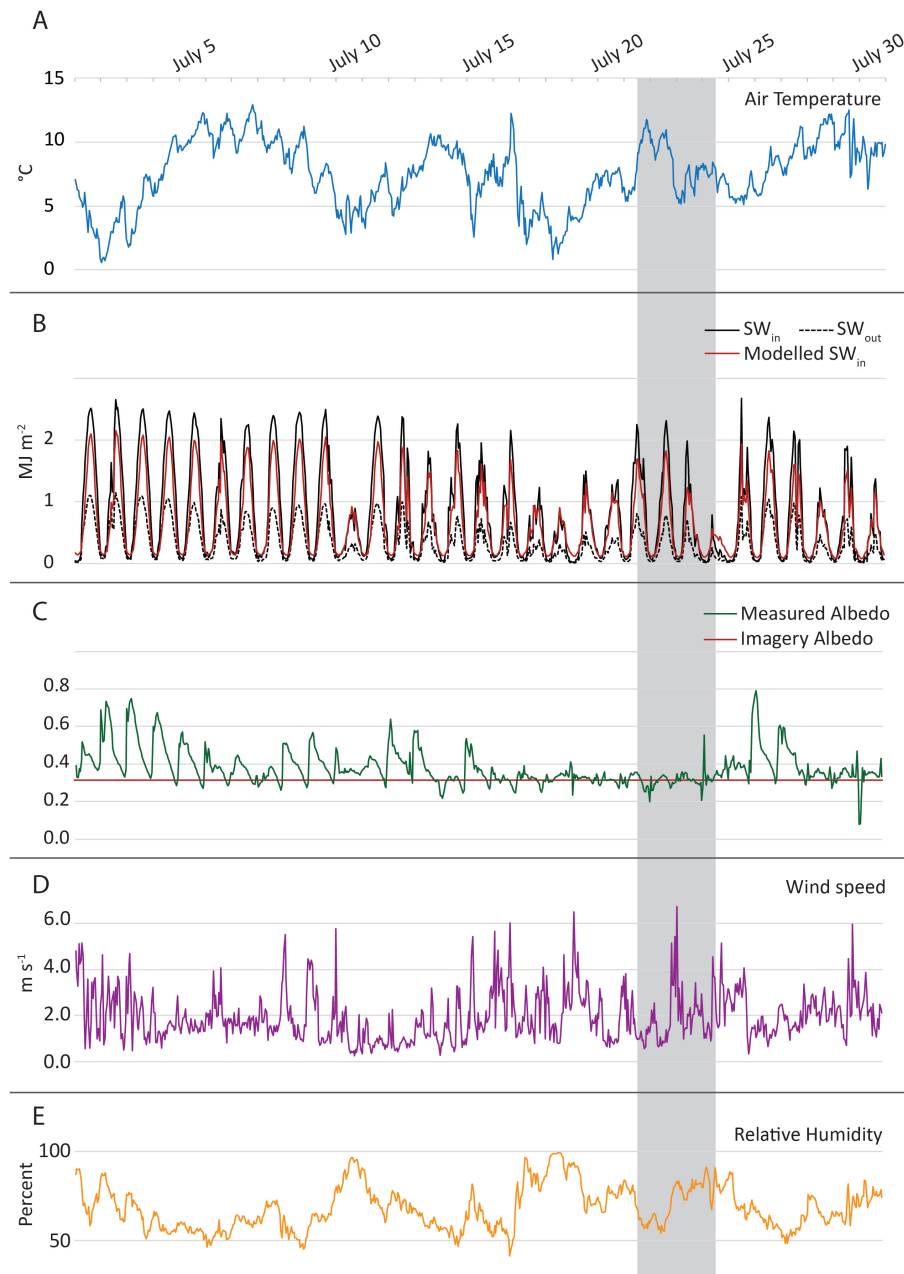 A
July 5 July 10 July 15 July 20 July 25 July 30
15
Air Temperature
10
°C
5
0
B
SWin SWout
Modelled SWin
2
MJ m-2
1
0
C
Measured Albedo
Imagery Albedo
0.8
0.6
0.4
0.2
0.0
D
Wind speed
6.0
m s-1
4.0
2.0
0.0
E
Relative Humidity
100
Percent
50